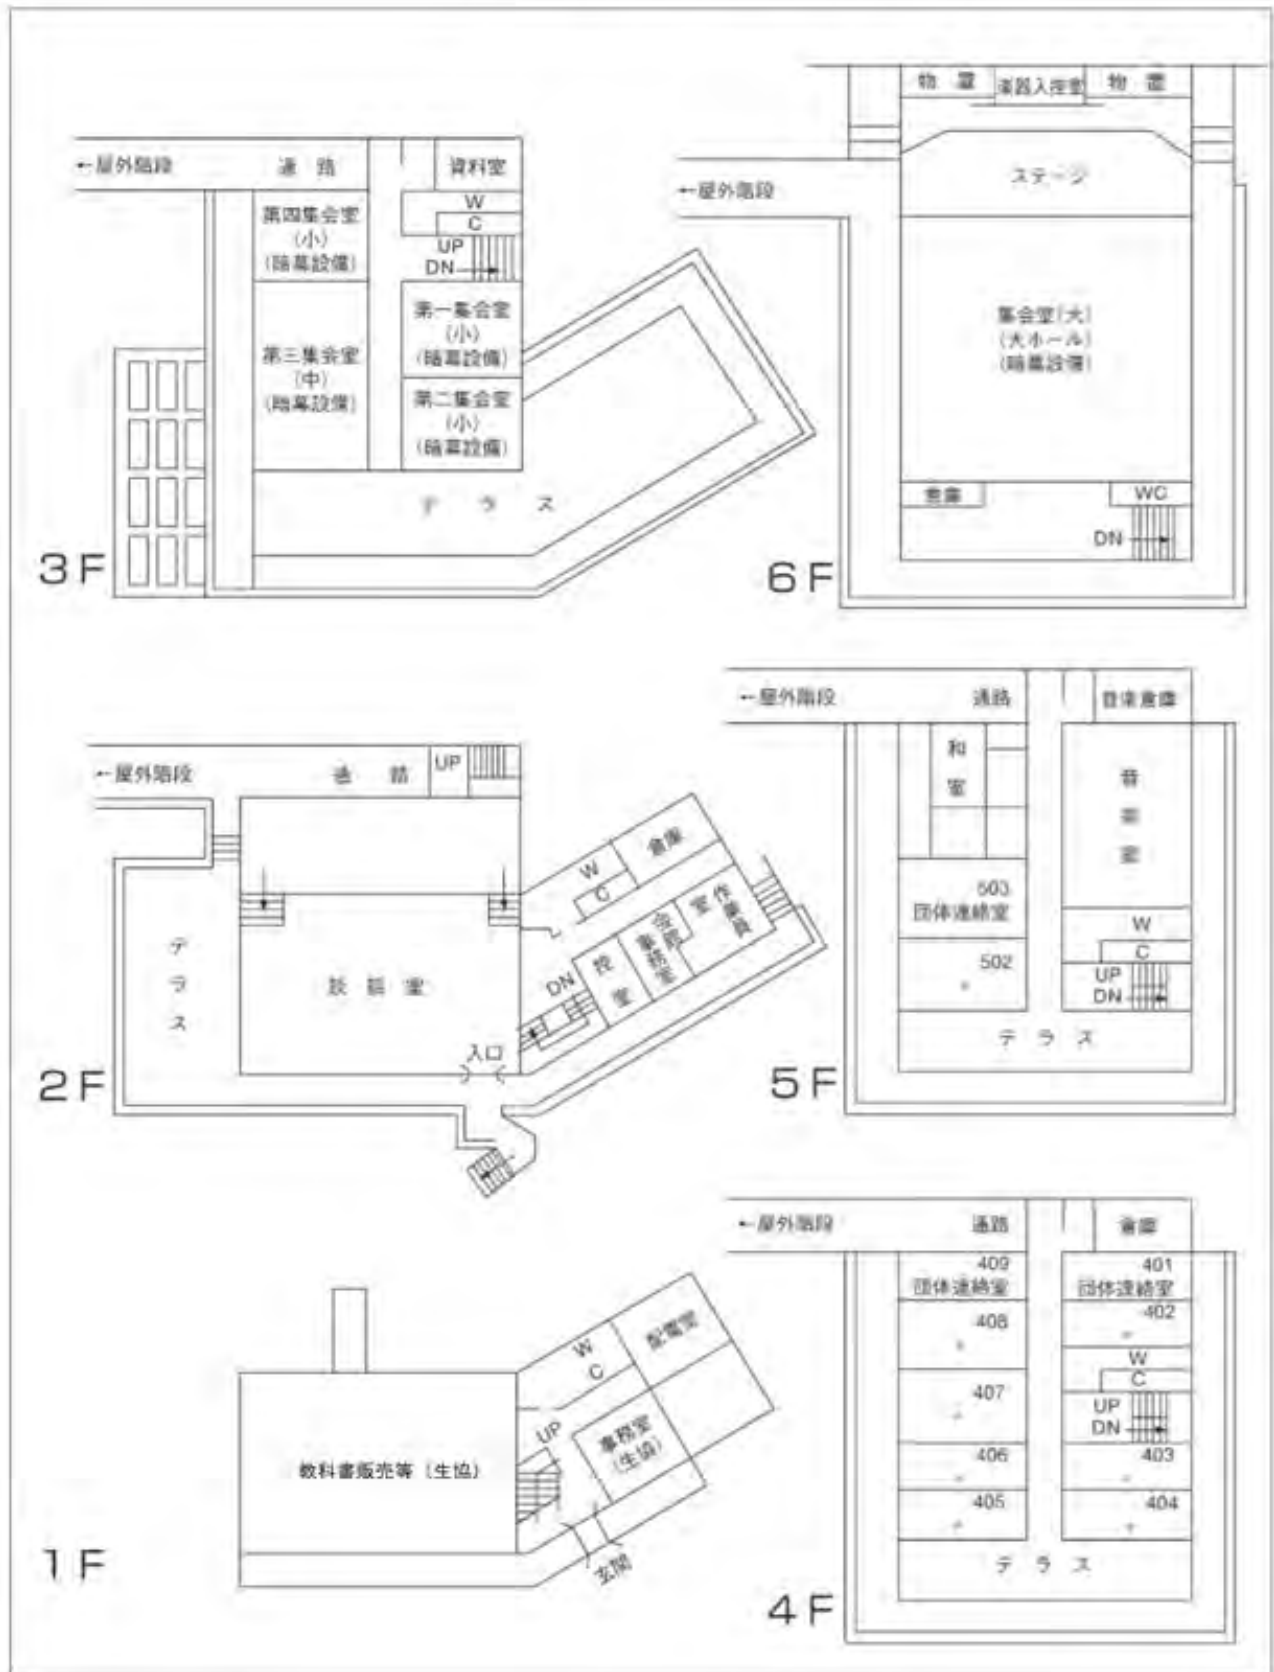 ←屋外階段 通 路 資料室
W
C
UP
DN
第四集会室
(小)
(暗幕設備)
第一集会室
(小)
(暗幕設備)
第三集会室
(中)
(暗幕設備)
第二集会室
(小)
(暗幕設備)
テ ラ ス
3F
物 置 楽器入控室 物 置
ステージ
←屋外階段
集会室(大)
(大ホール)
(暗幕設備)
倉庫
WC
DN
6F
←屋外階段 通 路 UP
倉庫
W
C
作業員
室
会館
事務室
控
室
DN
テラス
談 話 室
入口
2F
←屋外階段 通路 音楽倉庫
和
室
音
楽
室
503
団体連絡室
502
W
C
UP
DN
テ ラ ス
5F
配電室
W
C
UP
事務室
(生協)
教科書販売等(生協)
玄関
1F
←屋外階段 通路 倉庫
409
団体連絡室
408
407
406
405
401
団体連絡室
402
W
C
UP
DN
403
404
テ ラ ス
4F